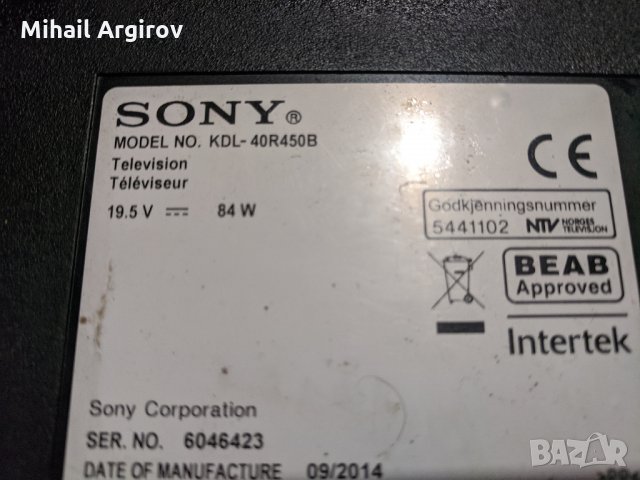 Mihail Argirov
SONY®
MODEL NO. KDL-40R450B
Television
Téléviseur
19.5 V ⎓ 84 W
CE
Godkjenningsnummer
5441102 NTV NORGES TELEVISJON
BEAB
Approved
Intertek
Sony Corporation
SER. NO. 6046423
DATE OF MANUFACTURE 09/2014
BAZAR